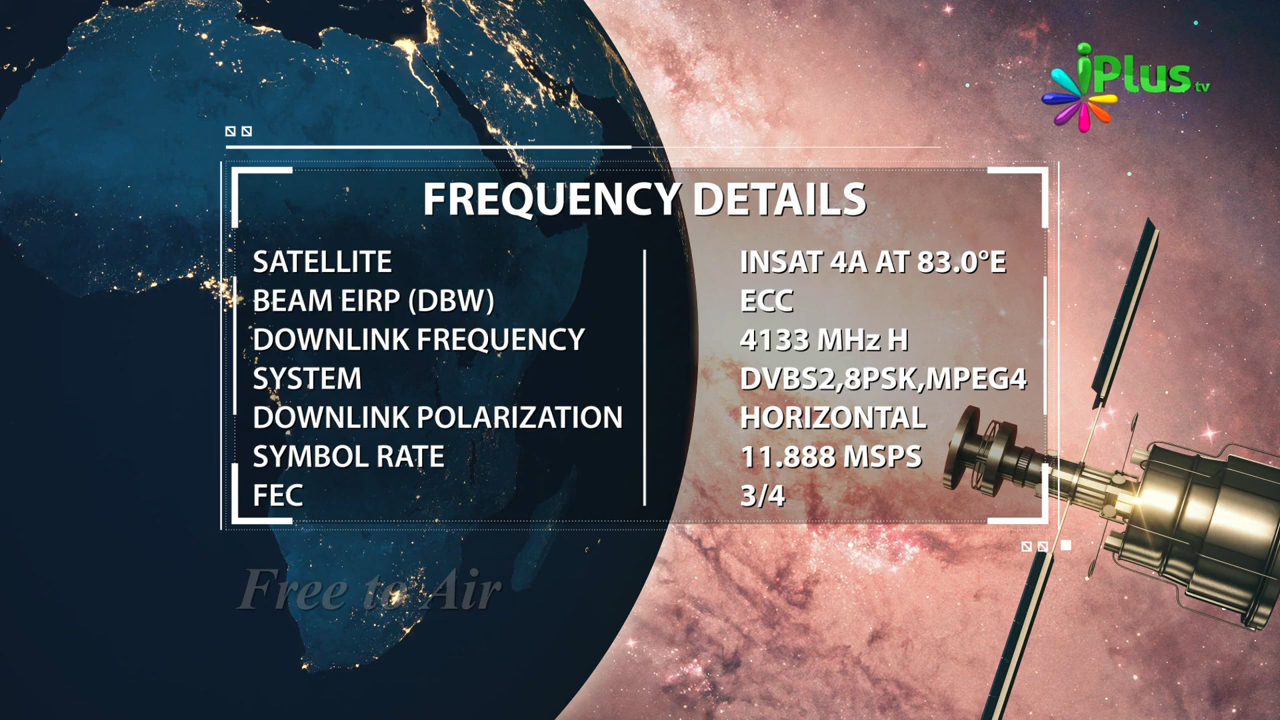 iPlus tv
FREQUENCY DETAILS
SATELLITE INSAT 4A AT 83.0°E
BEAM EIRP (DBW) ECC
DOWNLINK FREQUENCY 4133 MHz H
SYSTEM DVBS2,8PSK,MPEG4
DOWNLINK POLARIZATION HORIZONTAL
SYMBOL RATE 11.888 MSPS
FEC 3/4
Free to Air